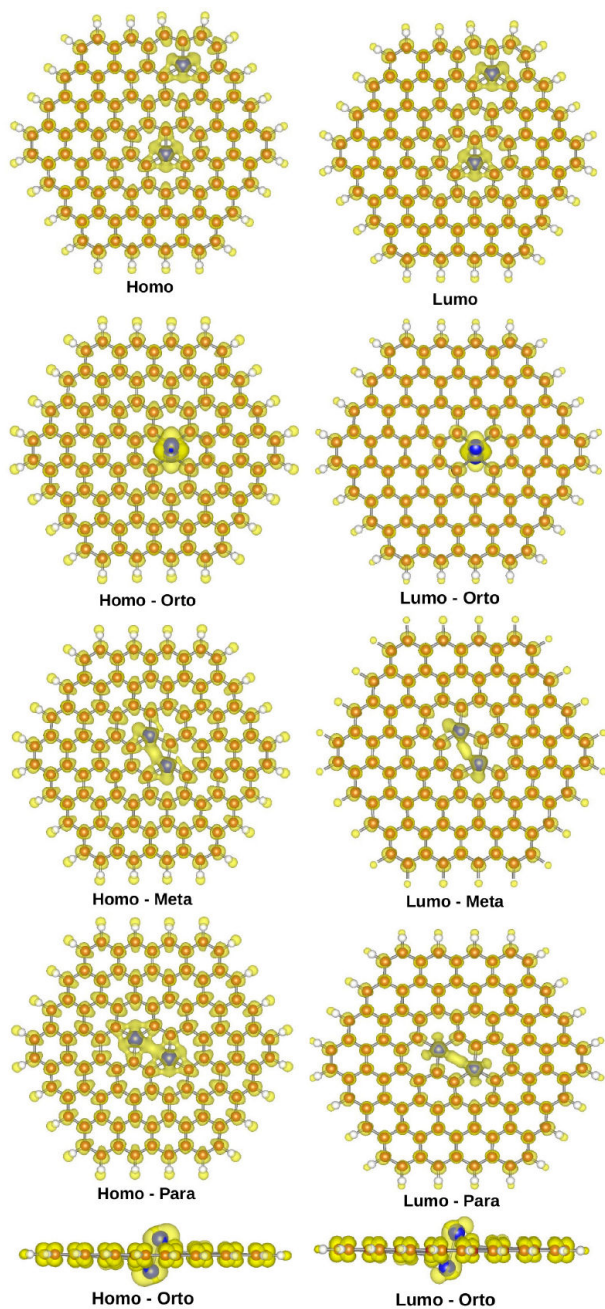 Homo
Lumo
Homo - Orto
Lumo - Orto
Homo - Meta
Lumo - Meta
Homo - Para
Lumo - Para
Homo - Orto
Lumo - Orto